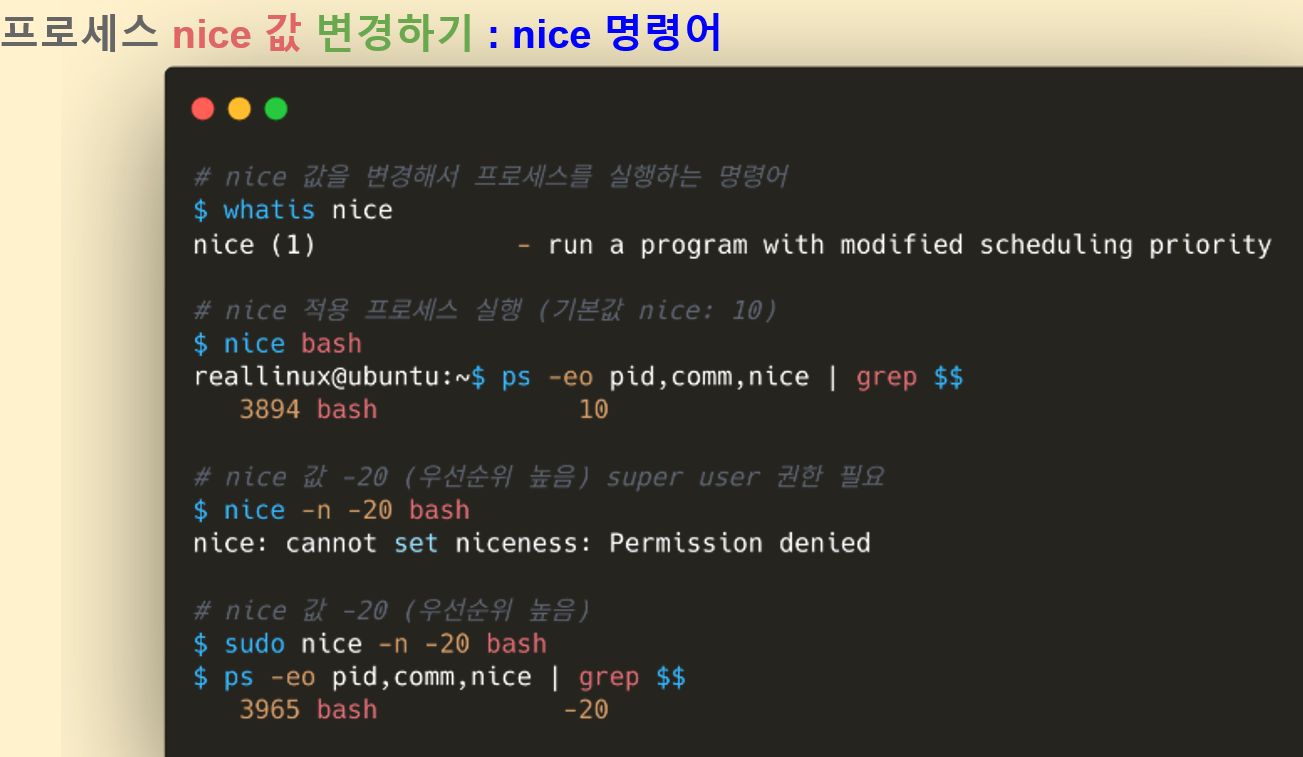 프로세스 nice 값 변경하기 : nice 명령어
# nice 값을 변경해서 프로세스를 실행하는 명령어
$ whatis nice
nice (1) - run a program with modified scheduling priority
# nice 적용 프로세스 실행 (기본값 nice: 10)
$ nice bash
reallinux@ubuntu:~$ ps -eo pid,comm,nice | grep $$
3894 bash 10
# nice 값 -20 (우선순위 높음) super user 권한 필요
$ nice -n -20 bash
nice: cannot set niceness: Permission denied
# nice 값 -20 (우선순위 높음)
$ sudo nice -n -20 bash
$ ps -eo pid,comm,nice | grep $$
3965 bash -20